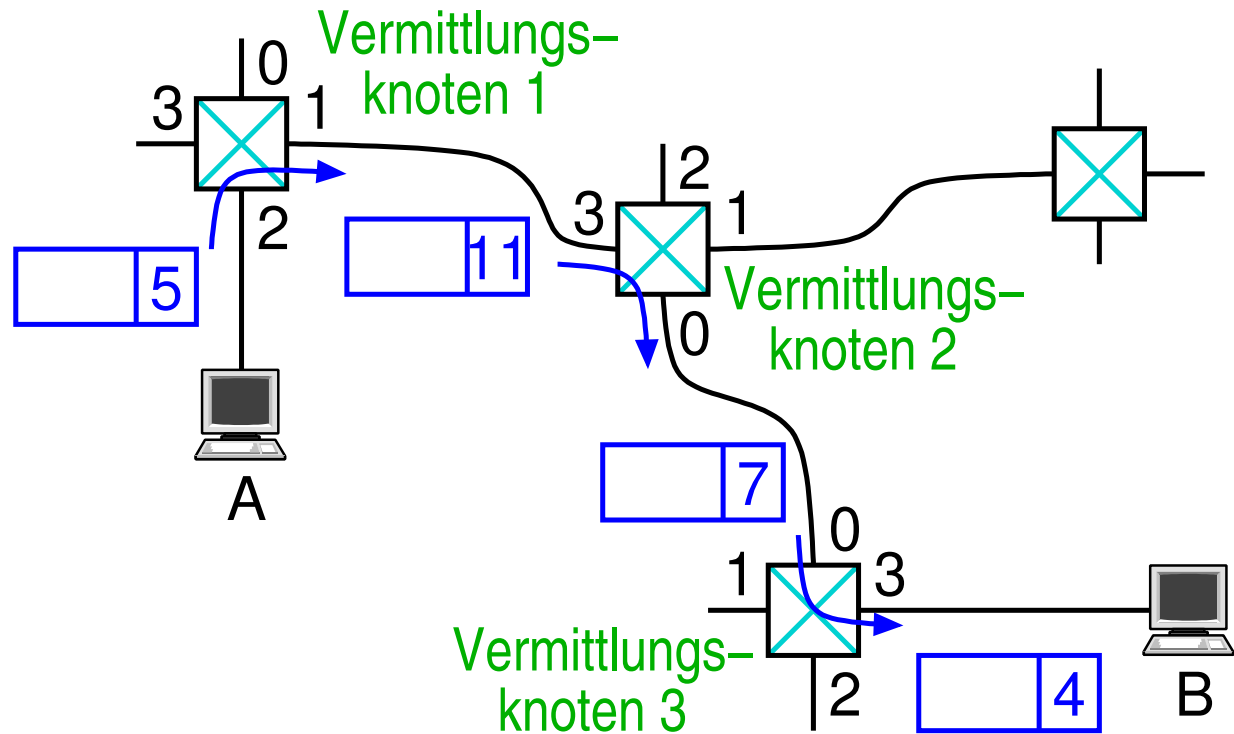 Vermittlungs–
knoten 1
0
3
1
2
5
11
A
2
3
1
0
Vermittlungs–
knoten 2
7
0
1
3
2
Vermittlungs–
knoten 3
4
B